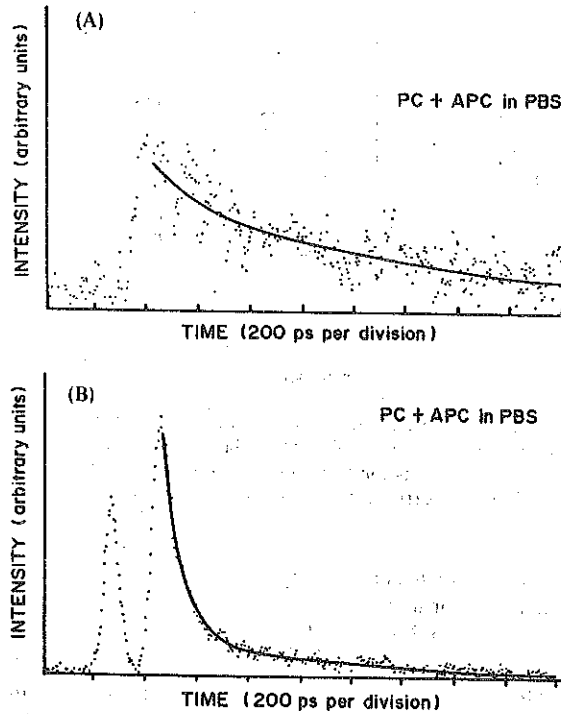 (A)
PC + APC in PBS
INTENSITY (arbitrary units)
TIME (200 ps per division)
(B)
PC + APC in PBS
INTENSITY (arbitrary units)
TIME (200 ps per division)